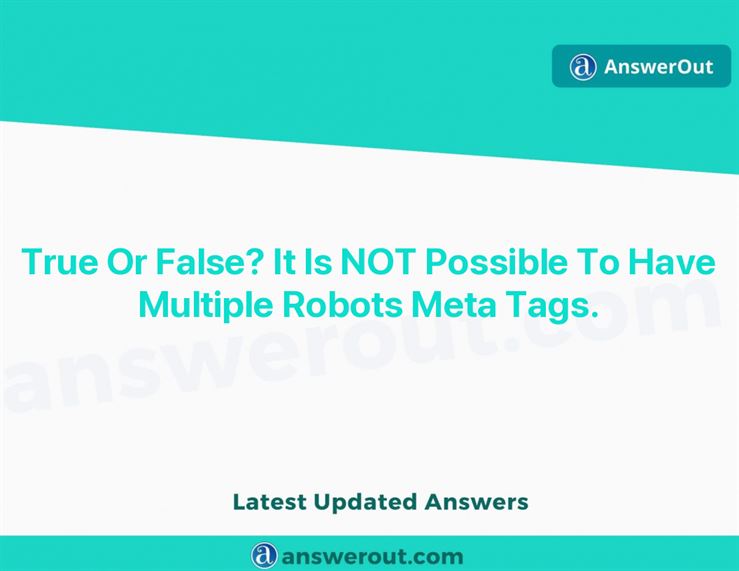 AnswerOut
True Or False? It Is NOT Possible To Have
Multiple Robots Meta Tags.
answerout.com
Latest Updated Answers
answerout.com